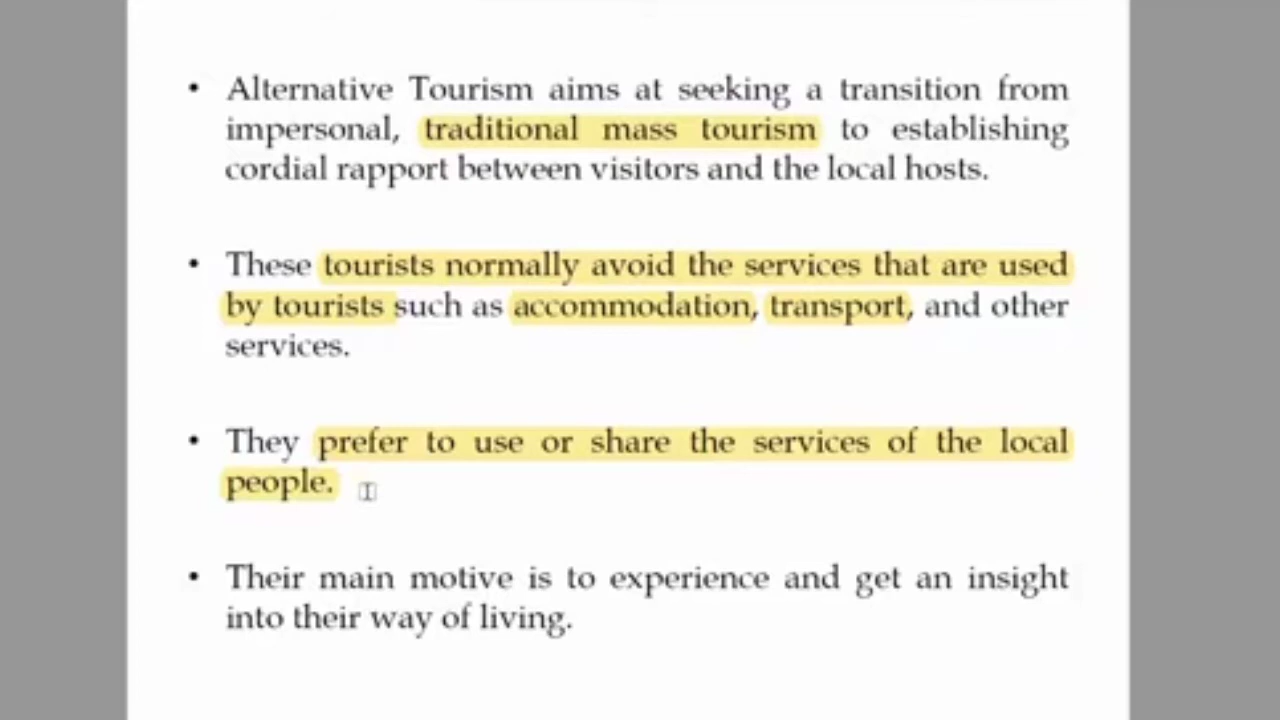 • Alternative Tourism aims at seeking a transition from
impersonal, traditional mass tourism to establishing
cordial rapport between visitors and the local hosts.
• These tourists normally avoid the services that are used
by tourists such as accommodation, transport, and other
services.
• They prefer to use or share the services of the local
people.
• Their main motive is to experience and get an insight
into their way of living.